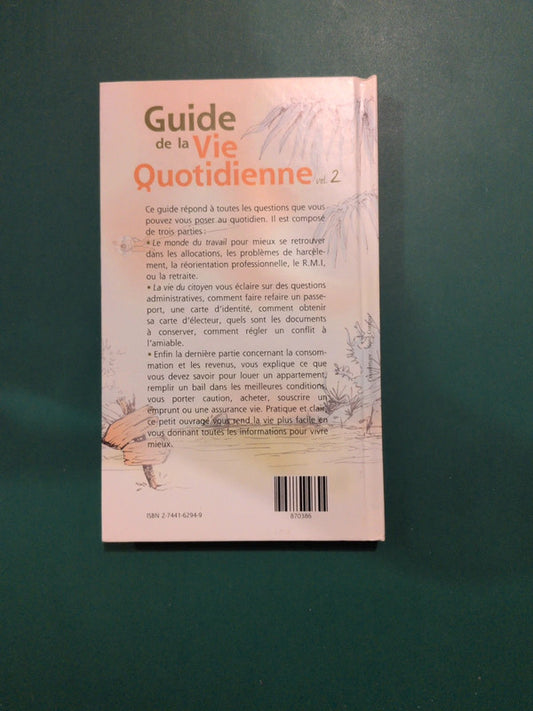 Guide
de la Vie
Quotidienne vol. 2
Ce guide répond à toutes les questions que vous
pouvez vous poser au quotidien. Il est composé
de trois parties :
• Le monde du travail pour mieux se retrouver
dans les allocations, les problèmes de harcèle-
ment, la réorientation professionnelle, le R.M.I,
ou la retraite.
• La vie du citoyen vous éclaire sur des questions
administratives, comment faire refaire un passe-
port, une carte d'identité, comment obtenir
sa carte d'électeur, quels sont les documents
à conserver, comment régler un conflit à
l'amiable.
• Enfin la dernière partie concernant la consom-
mation et les revenus, vous explique ce que
vous devez savoir pour louer un appartement,
remplir un bail dans les meilleures conditions,
vous porter caution, acheter, souscrire un
emprunt ou une assurance vie. Pratique et clair,
ce petit ouvrage vous rend la vie plus facile en
vous donnant toutes les informations pour vivre
mieux.
ISBN 2-7441-6294-9
870386